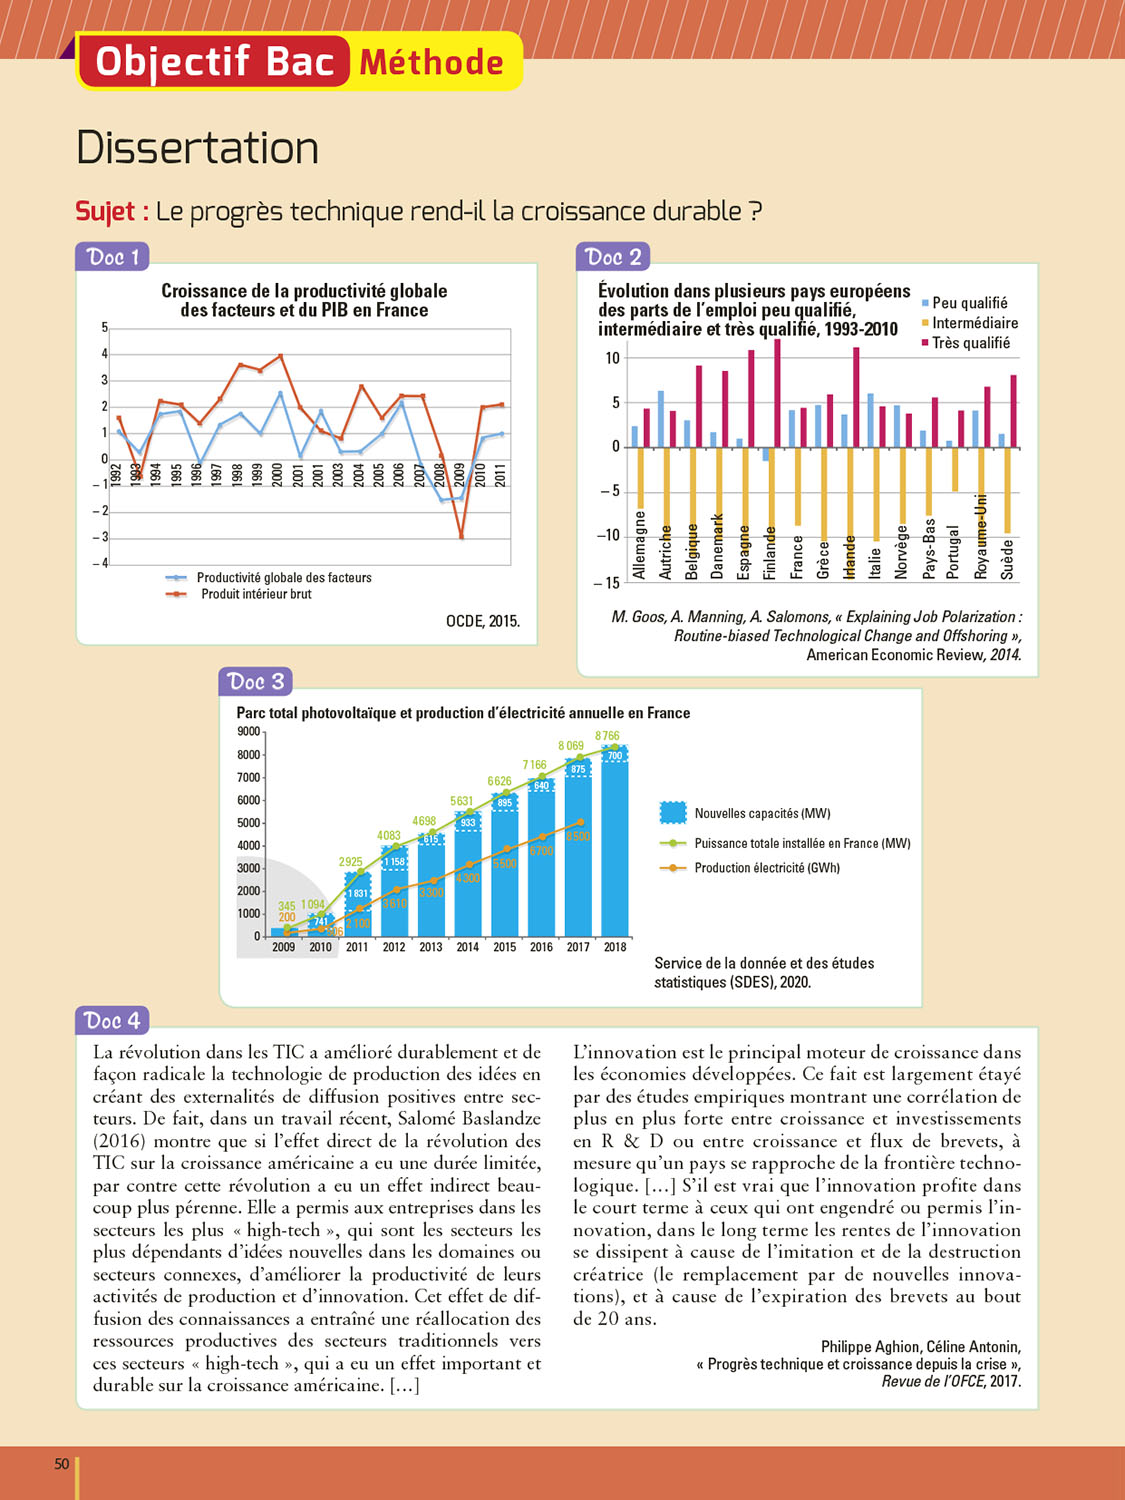 Objectif Bac Méthode
Dissertation
Sujet : Le progrès technique rend-il la croissance durable ?
Doc 1
Croissance de la productivité globale
des facteurs et du PIB en France
5
4
3
2
1
0
– 1
– 2
– 3
– 4
1992 1993 1994 1995 1996 1997 1998 1999 2000 2001 2001 2003 2004 2005 2006 2007 2008 2009 2010 2011
Productivité globale des facteurs
Produit intérieur brut
OCDE, 2015.
Doc 2
Évolution dans plusieurs pays européens
des parts de l'emploi peu qualifié,
intermédiaire et très qualifié, 1993-2010
Peu qualifié
Intermédiaire
Très qualifié
10
5
0
– 5
–10
– 15
Allemagne Autriche Belgique Danemark Espagne Finlande France Grèce Irlande Italie Norvège Pays-Bas Portugal Royaume-Uni Suède
M. Goos, A. Manning, A. Salomons, « Explaining Job Polarization :
Routine-biased Technological Change and Offshoring »,
American Economic Review, 2014.
Doc 3
Parc total photovoltaïque et production d'électricité annuelle en France
9000
8000
7000
6000
5000
4000
3000
2000
1000
0
345 1 094 2 925 4 083 4 698 5 631 6 626 7 166 8 069 8 766
741 1 831 1 158 615 933 895 640 875 700
200 2 100 3 610 3 300 4 300 5 500 6 700 8 500
2009 2010 2011 2012 2013 2014 2015 2016 2017 2018
Nouvelles capacités (MW)
Puissance totale installée en France (MW)
Production électricité (GWh)
Service de la donnée et des études
statistiques (SDES), 2020.
Doc 4
La révolution dans les TIC a amélioré durablement et de
façon radicale la technologie de production des idées en
créant des externalités de diffusion positives entre sec-
teurs. De fait, dans un travail récent, Salomé Baslandze
(2016) montre que si l'effet direct de la révolution des
TIC sur la croissance américaine a eu une durée limitée,
par contre cette révolution a eu un effet indirect beau-
coup plus pérenne. Elle a permis aux entreprises dans les
secteurs les plus « high-tech », qui sont les secteurs les
plus dépendants d'idées nouvelles dans les domaines ou
secteurs connexes, d'améliorer la productivité de leurs
activités de production et d'innovation. Cet effet de dif-
fusion des connaissances a entraîné une réallocation des
ressources productives des secteurs traditionnels vers
ces secteurs « high-tech », qui a eu un effet important et
durable sur la croissance américaine. […]
L'innovation est le principal moteur de croissance dans
les économies développées. Ce fait est largement étayé
par des études empiriques montrant une corrélation de
plus en plus forte entre croissance et investissements
en R & D ou entre croissance et flux de brevets, à
mesure qu'un pays se rapproche de la frontière techno-
logique. […] S'il est vrai que l'innovation profite dans
le court terme à ceux qui ont engendré ou permis l'in-
novation, dans le long terme les rentes de l'innovation
se dissipent à cause de l'imitation et de la destruction
créatrice (le remplacement par de nouvelles innova-
tions), et à cause de l'expiration des brevets au bout
de 20 ans.
Philippe Aghion, Céline Antonin,
« Progrès technique et croissance depuis la crise »,
Revue de l'OFCE, 2017.
50